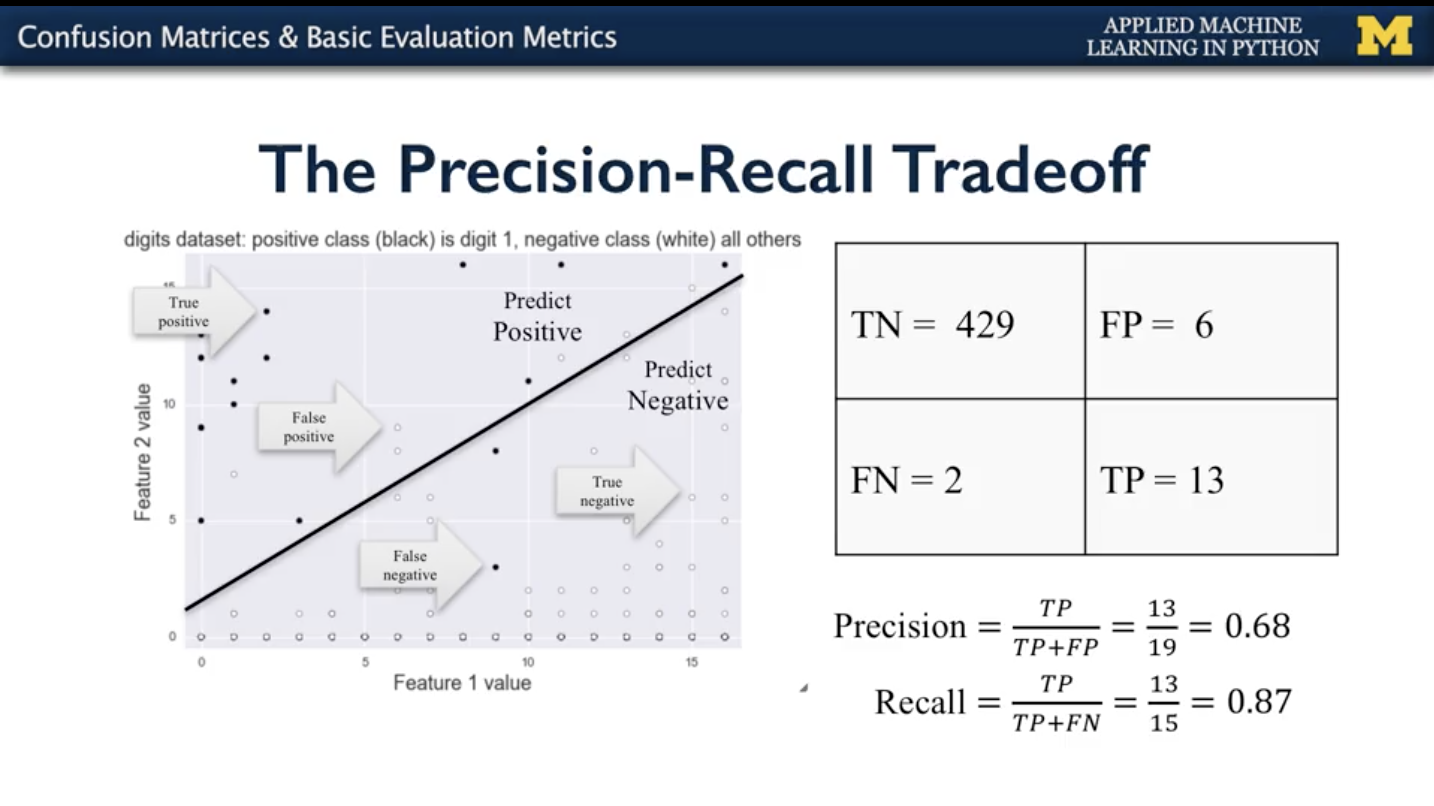 Confusion Matrices & Basic Evaluation Metrics
APPLIED MACHINE
LEARNING IN PYTHON
M
The Precision-Recall Tradeoff
digits dataset: positive class (black) is digit 1, negative class (white) all others
True
positive
False
positive
False
negative
True
negative
Predict
Positive
Predict
Negative
Feature 2 value
15
10
5
0
0
5
10
15
Feature 1 value
TN = 429
FP = 6
FN = 2
TP = 13
Precision = TP/TP+FP = 13/19 = 0.68
Recall = TP/TP+FN = 13/15 = 0.87